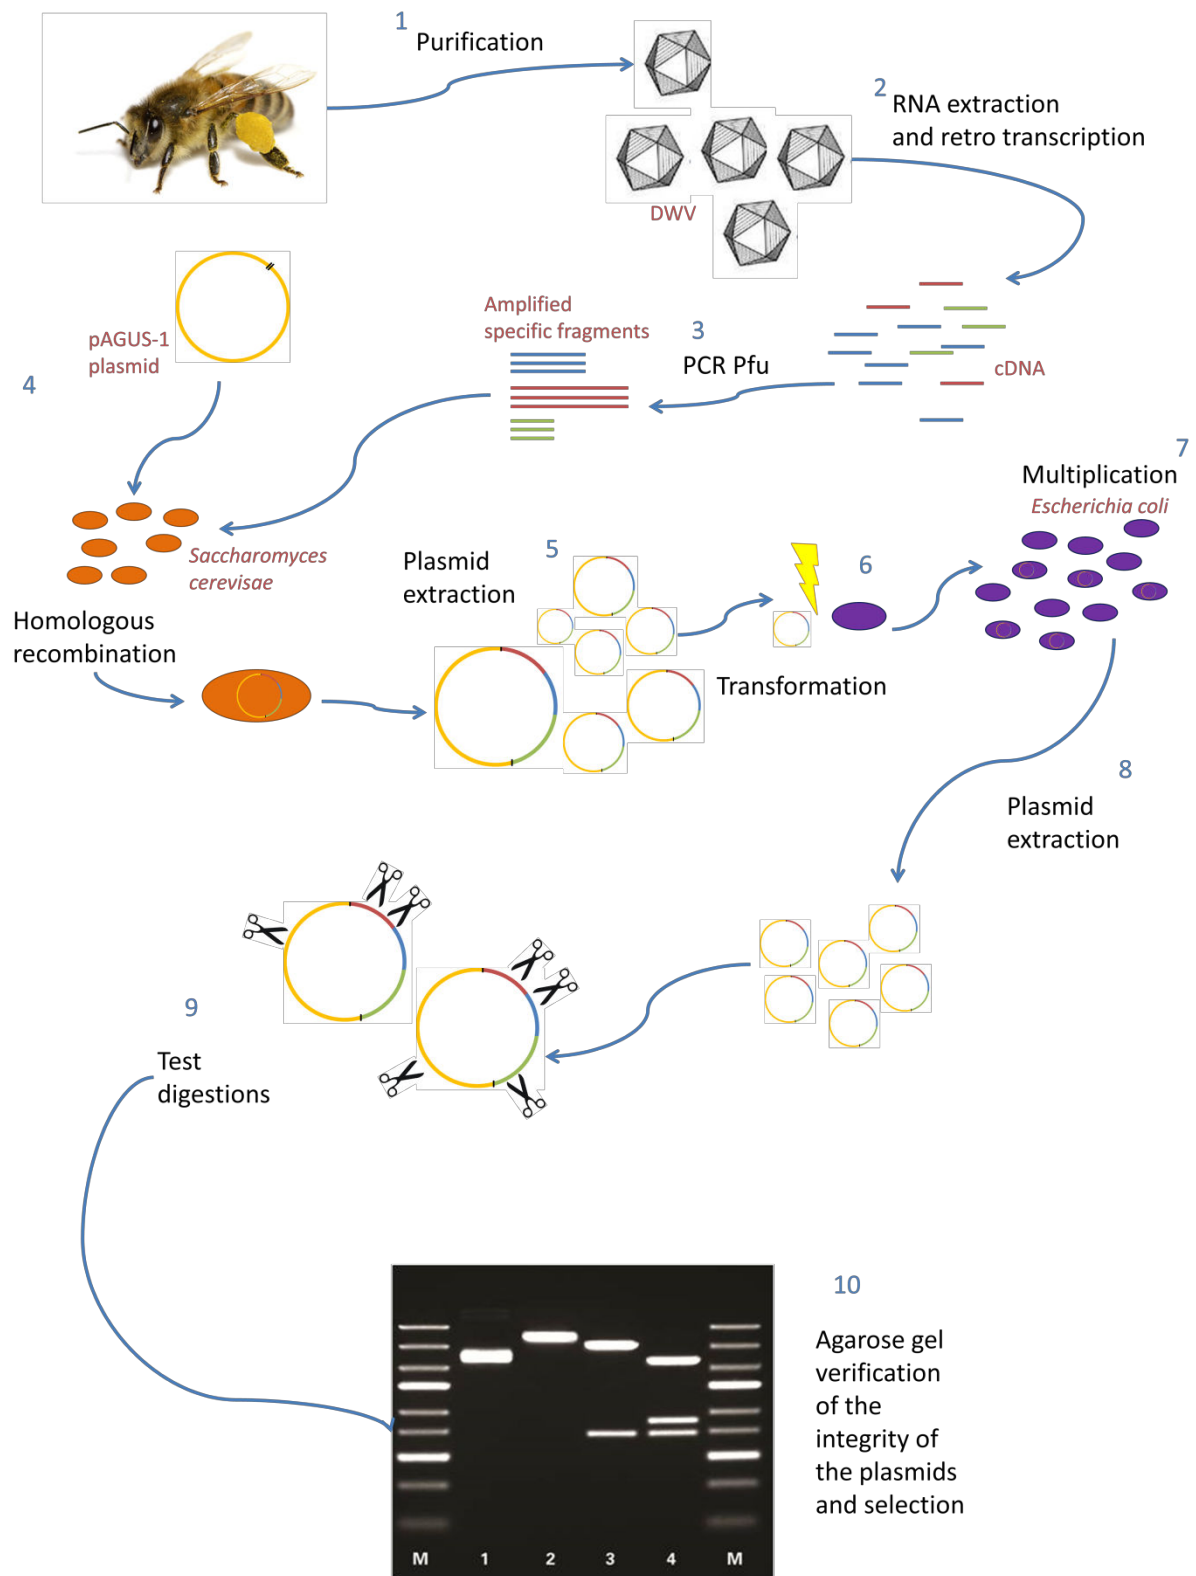 1
Purification
2
RNA extraction
and retro transcription
DWV
pAGUS-1
plasmid
Amplified
specific fragments
3
PCR Pfu
cDNA
4
Saccharomyces
cerevisae
Homologous
recombination
Plasmid
extraction
5
6
Transformation
7
Multiplication
Escherichia coli
8
Plasmid
extraction
9
Test
digestions
10
Agarose gel
verification
of the
integrity of
the plasmids
and selection
M 1 2 3 4 M